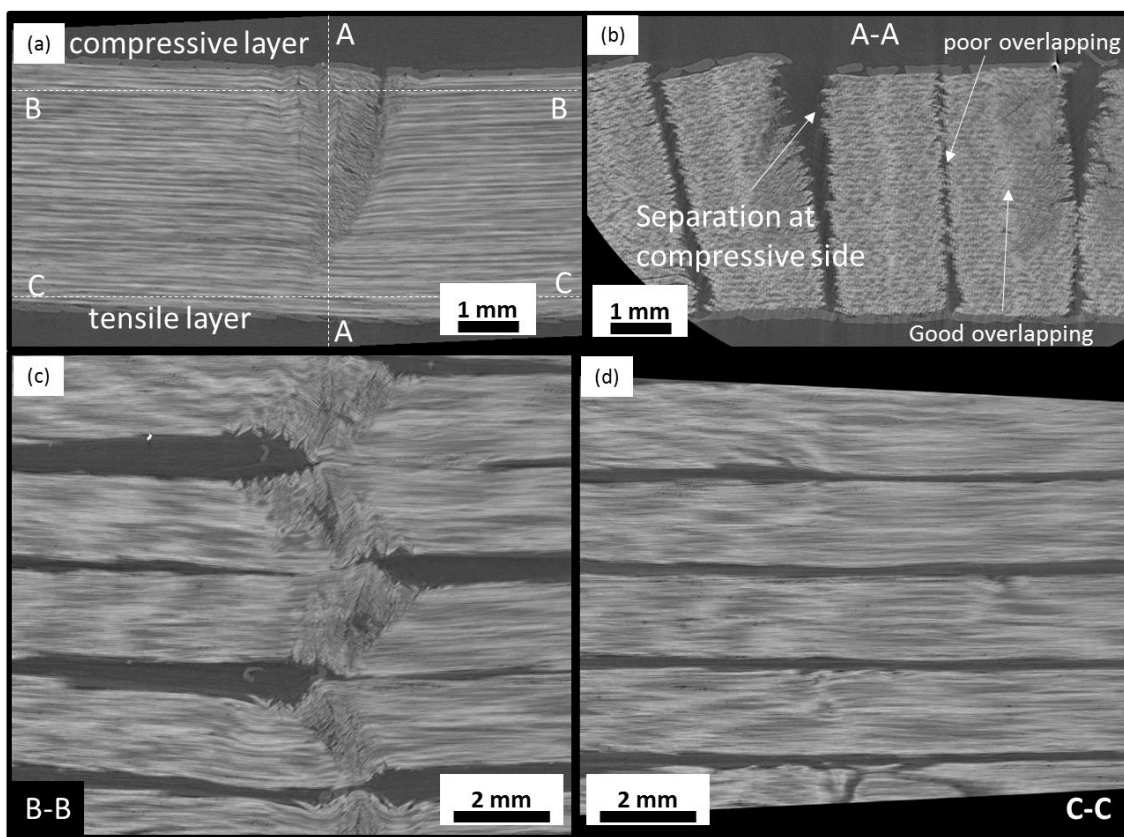 (a)
compressive layer
A
B
B
C
C
tensile layer
A
1 mm
(b)
A-A
poor overlapping
Separation at
compressive side
Good overlapping
1 mm
(c)
B-B
2 mm
(d)
2 mm
C-C